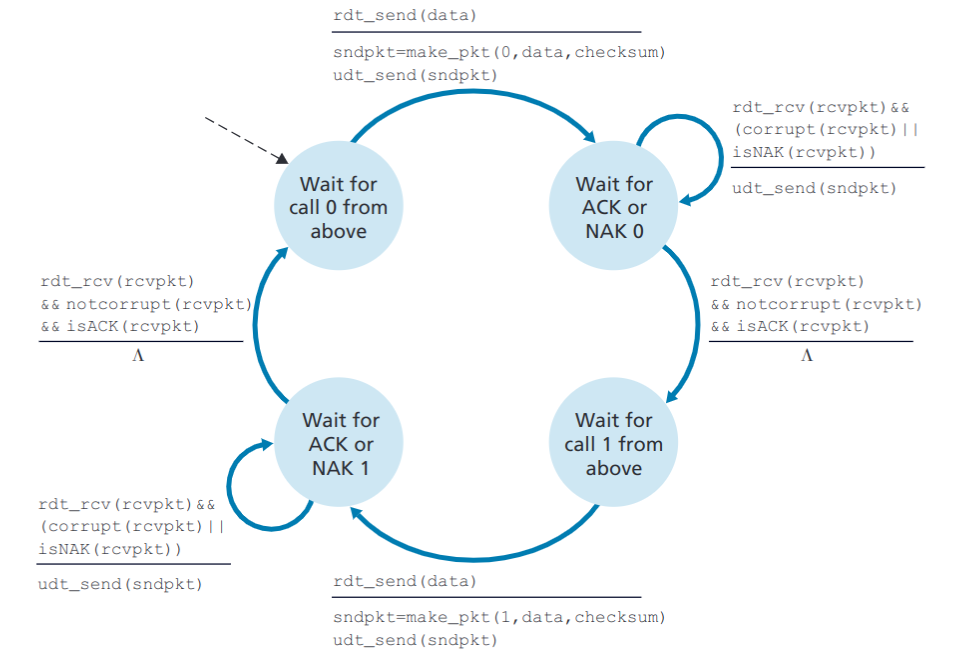 rdt_send(data)
sndpkt=make_pkt(0,data,checksum)
udt_send(sndpkt)
rdt_rcv(rcvpkt)&&
(corrupt(rcvpkt)||
isNAK(rcvpkt))
udt_send(sndpkt)
Wait for
call 0 from
above
Wait for
ACK or
NAK 0
rdt_rcv(rcvpkt)
&& notcorrupt(rcvpkt)
&& isACK(rcvpkt)
Λ
rdt_rcv(rcvpkt)
&& notcorrupt(rcvpkt)
&& isACK(rcvpkt)
Λ
Wait for
ACK or
NAK 1
Wait for
call 1 from
above
rdt_rcv(rcvpkt)&&
(corrupt(rcvpkt)||
isNAK(rcvpkt))
udt_send(sndpkt)
rdt_send(data)
sndpkt=make_pkt(1,data,checksum)
udt_send(sndpkt)